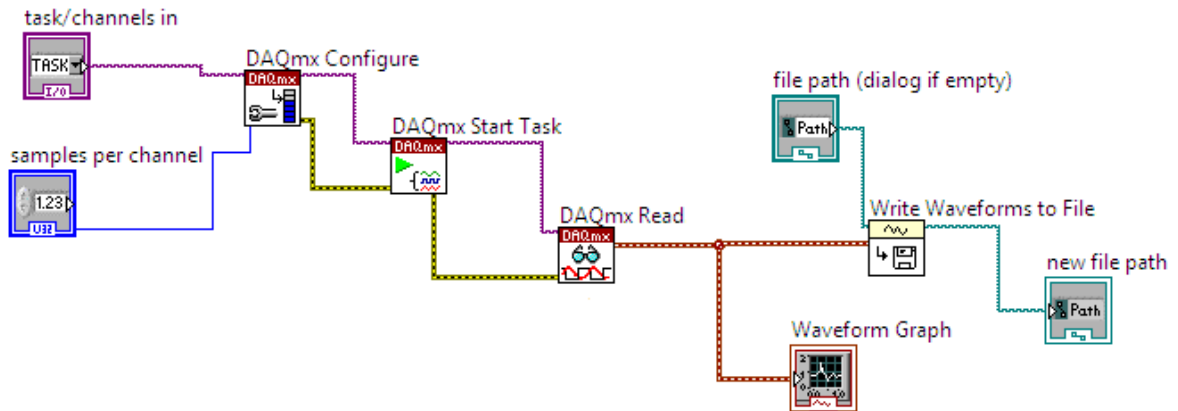 task/channels in
TASK
I/O
DAQmx Configure
DAQmx
samples per channel
1.23
U32
DAQmx Start Task
DAQmx
DAQmx Read
DAQmx
file path (dialog if empty)
Path
Write Waveforms to File
new file path
Path
Waveform Graph